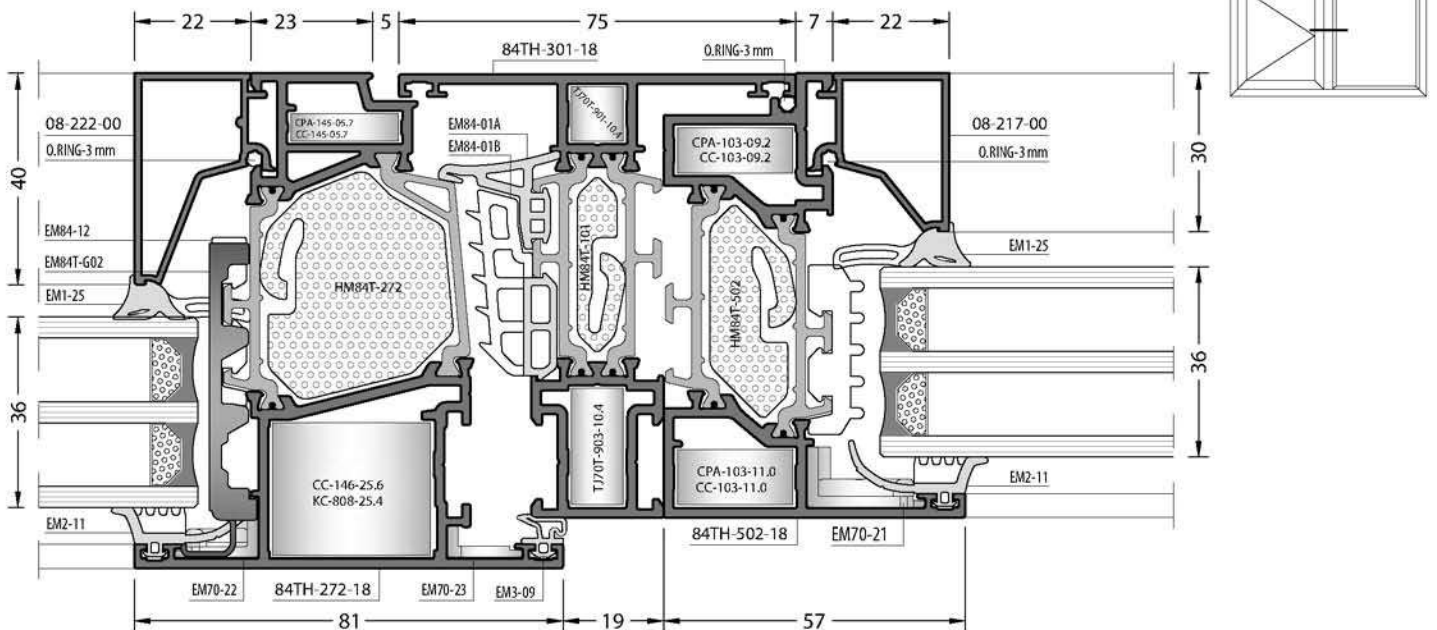 22 23 5 75 7 22
84TH-301-18 O.RING-3 mm
TJ70T-901-10.4
CPA-145-05.7
CC-145-05.7
08-222-00
O.RING-3 mm
EM84-01A
EM84-01B
CPA-103-09.2
CC-103-09.2
08-217-00
O.RING-3 mm
40
30
EM84-12
EM84T-G02
EM1-25
HM84T-272
HM84T-101
HM84T-502
EM1-25
36
36
CC-146-25.6
KC-808-25.4
TJ70T-903-10.4
CPA-103-11.0
CC-103-11.0
EM2-11
EM2-11
84TH-502-18 EM70-21
EM70-22 84TH-272-18 EM70-23 EM3-09
81 19 57